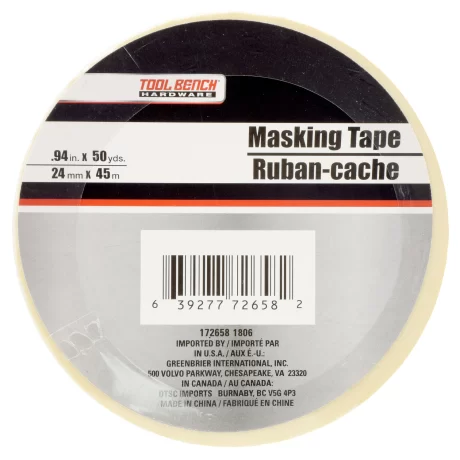 TOOL BENCH
HARDWARE
.94 in. x 50 yds.
24 mm x 45 m
Masking Tape
Ruban-cache
6 39277 72658 2
172658 1806
IMPORTED BY / IMPORTÉ PAR
IN U.S.A. / AUX É.-U.:
GREENBRIER INTERNATIONAL, INC.
500 VOLVO PARKWAY, CHESAPEAKE, VA 23320
IN CANADA / AU CANADA:
DTSC IMPORTS BURNABY, BC V5G 4P3
MADE IN CHINA / FABRIQUÉ EN CHINE